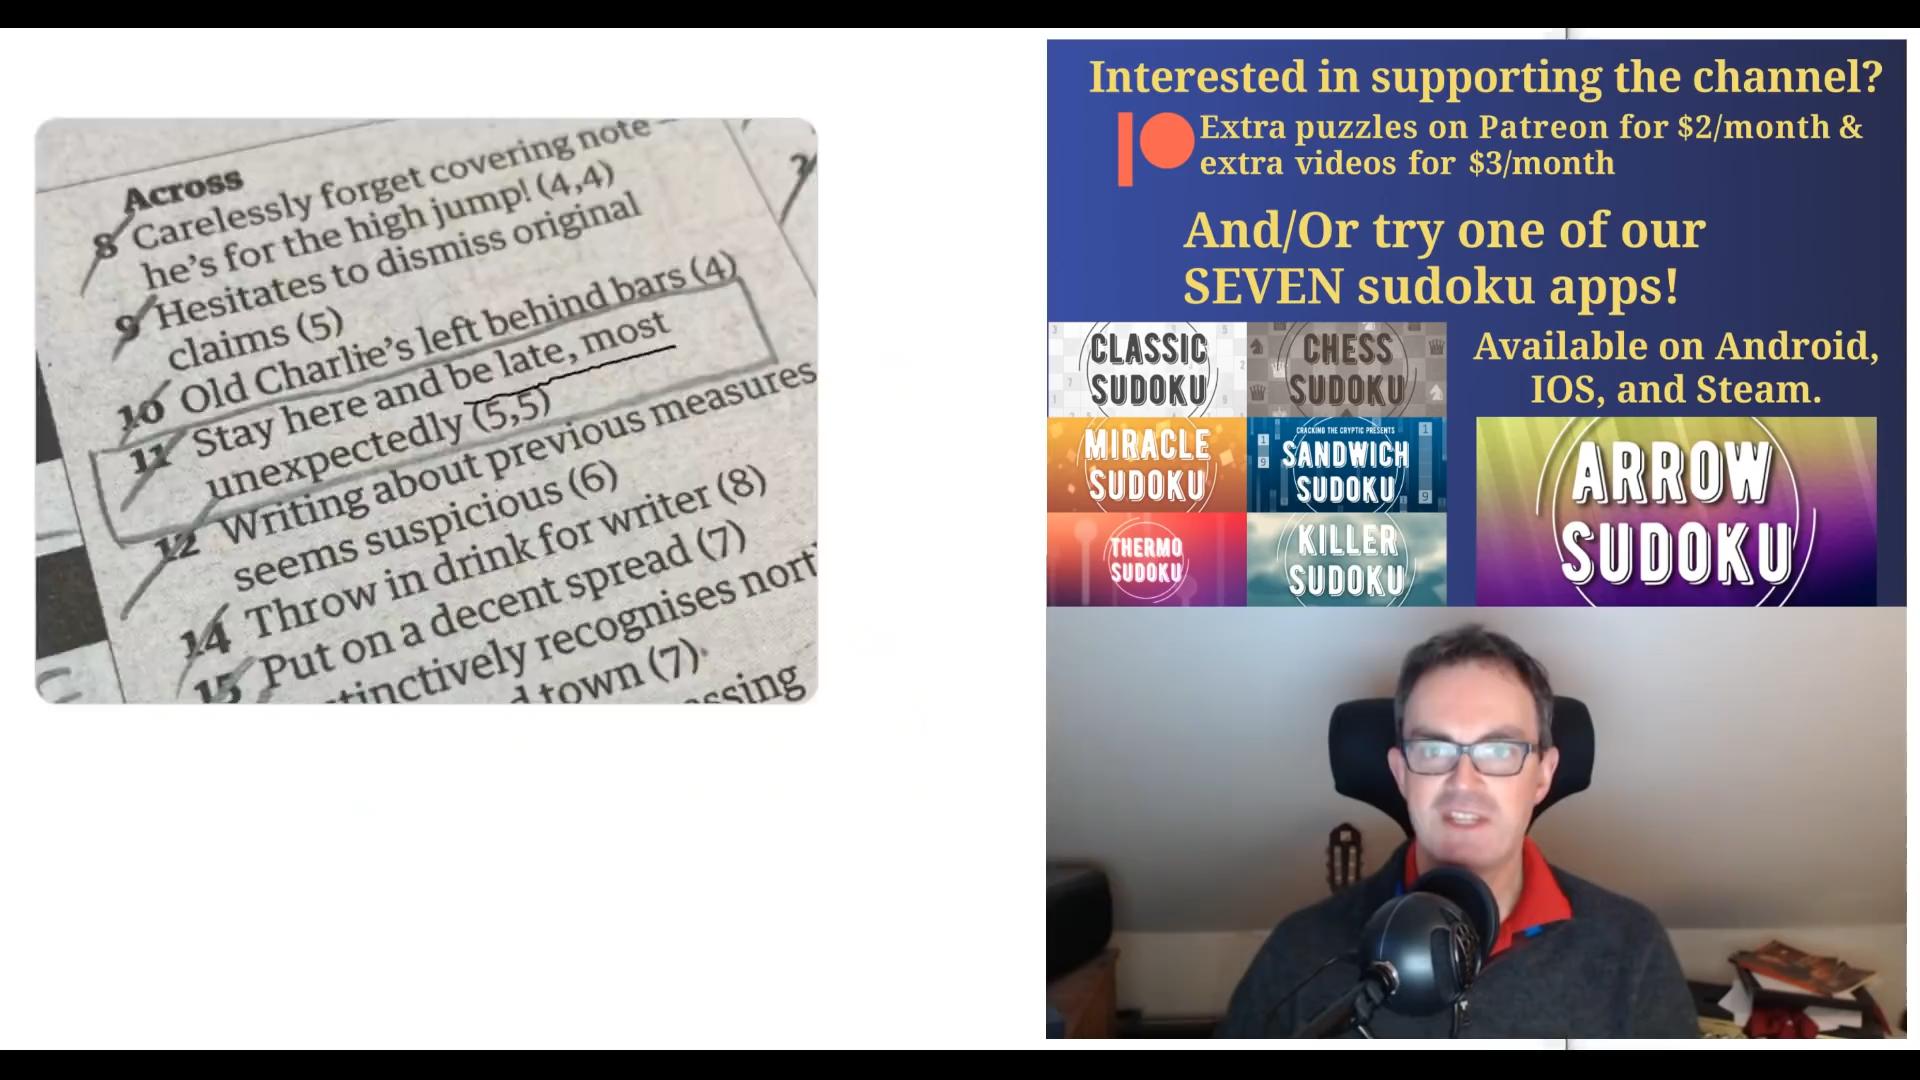 Across
8 Carelessly forget covering note
he's for the high jump! (4,4)
9 Hesitates to dismiss original
claims (5)
10 Old Charlie's left behind bars (4)
11 Stay here and be late, most
unexpectedly (5,5)
12 Writing about previous measures
seems suspicious (6)
14 Throw in drink for writer (8)
15 Put on a decent spread (7)
tinctively recognises nort
town (7)
ssing
Interested in supporting the channel?
Extra puzzles on Patreon for $2/month &
extra videos for $3/month
And/Or try one of our
SEVEN sudoku apps!
Available on Android,
IOS, and Steam.
CLASSIC
SUDOKU
CHESS
SUDOKU
MIRACLE
SUDOKU
CRACKING THE CRYPTIC PRESENTS
SANDWICH
SUDOKU
THERMO
SUDOKU
KILLER
SUDOKU
ARROW
SUDOKU